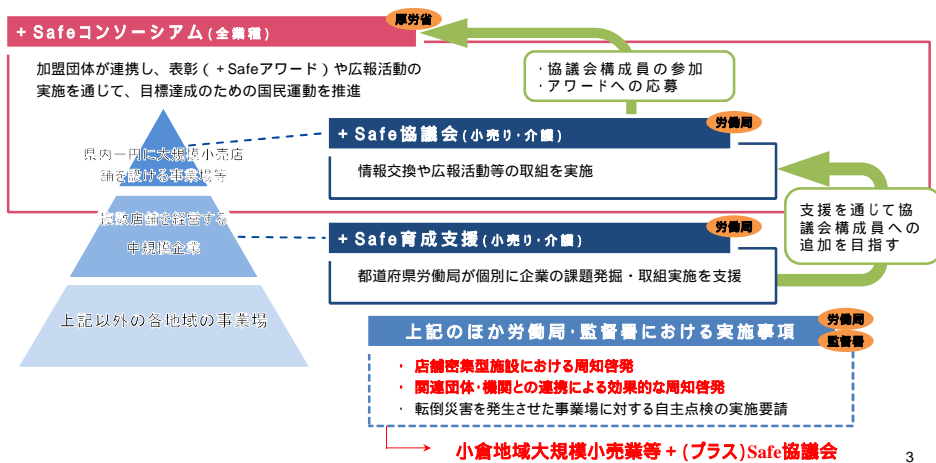 厚労省
+Safeコンソーシアム(全業種)
加盟団体が連携し、表彰(+Safeアワード)や広報活動の
実施を通じて、目標達成のための国民運動を推進
・協議会構成員の参加
・アワードへの応募
県内一円に大規模小売店
舗を設ける事業場等
複数店舗を経営する
中規模企業
上記以外の各地域の事業場
労働局
+Safe協議会(小売り・介護)
情報交換や広報活動等の取組を実施
労働局
+Safe育成支援(小売り・介護)
都道府県労働局が個別に企業の課題発掘・取組実施を支援
支援を通じて協
議会構成員への
追加を目指す
労働局
監督署
上記のほか労働局・監督署における実施事項
・ 店舗密集型施設における周知啓発
・ 関連団体・機関との連携による効果的な周知啓発
・ 転倒災害を発生させた事業場に対する自主点検の実施要請
小倉地域大規模小売業等+(プラス)Safe協議会
3